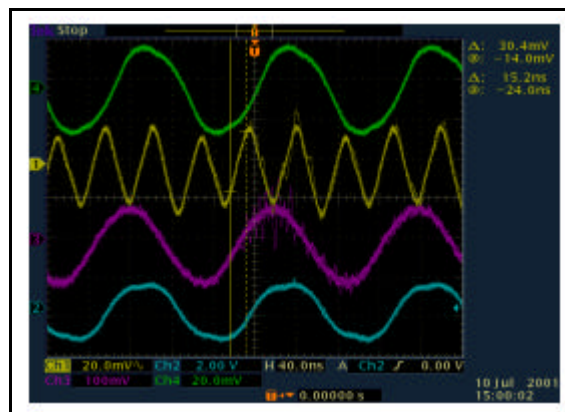 Stop
Δ: 30.4mV
@: -14.0mV
Δ: 15.2ns
@: -24.0ns
4
1
3
2
Ch1 20.0mV Ch2 2.00 V H 40.0ns A Ch2 0.00 V
Ch3 100mV Ch4 20.0mV
T 0.00000 s
10 Jul 2001
15:00:02